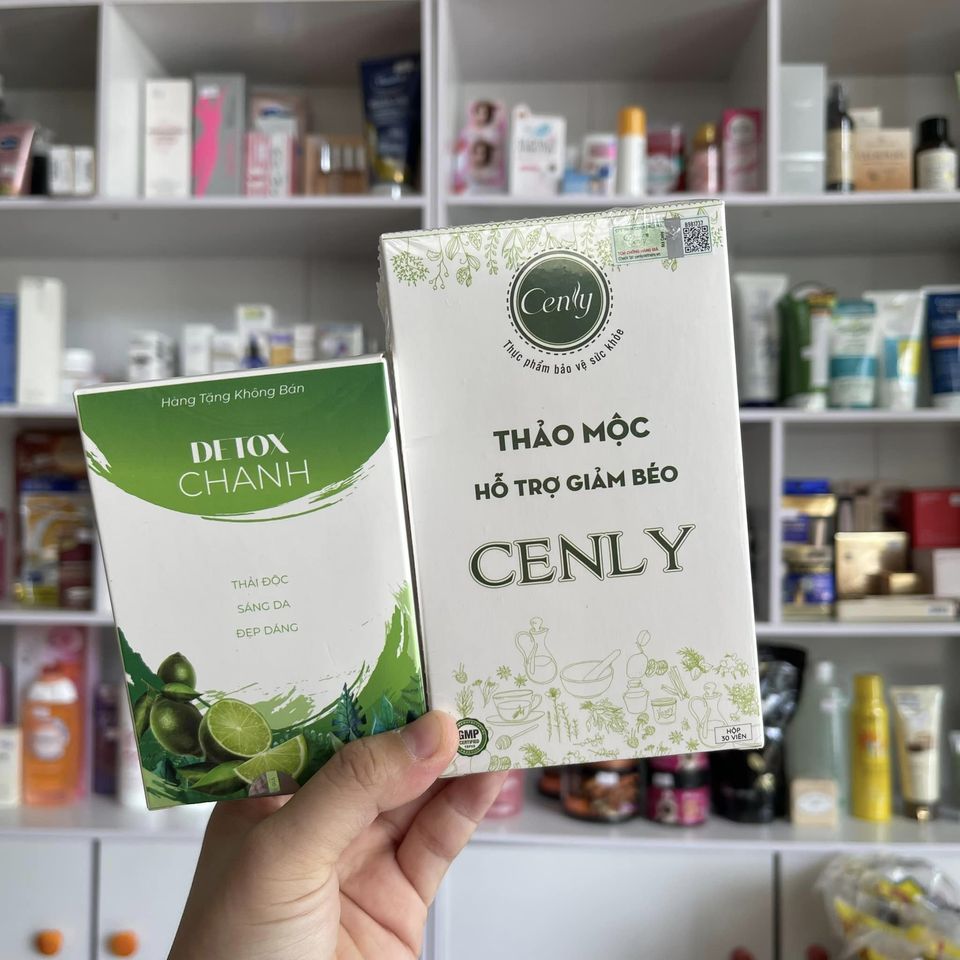 Hàng Tặng Không Bán
DETOX
CHANH
THẢI ĐỘC
SÁNG DA
ĐẸP DÁNG
Cenly
Thực phẩm bảo vệ sức khỏe
THẢO MỘC
HỖ TRỢ GIẢM BÉO
CENLY
GMP
CERTIFIED
HỘP
30 VIÊN